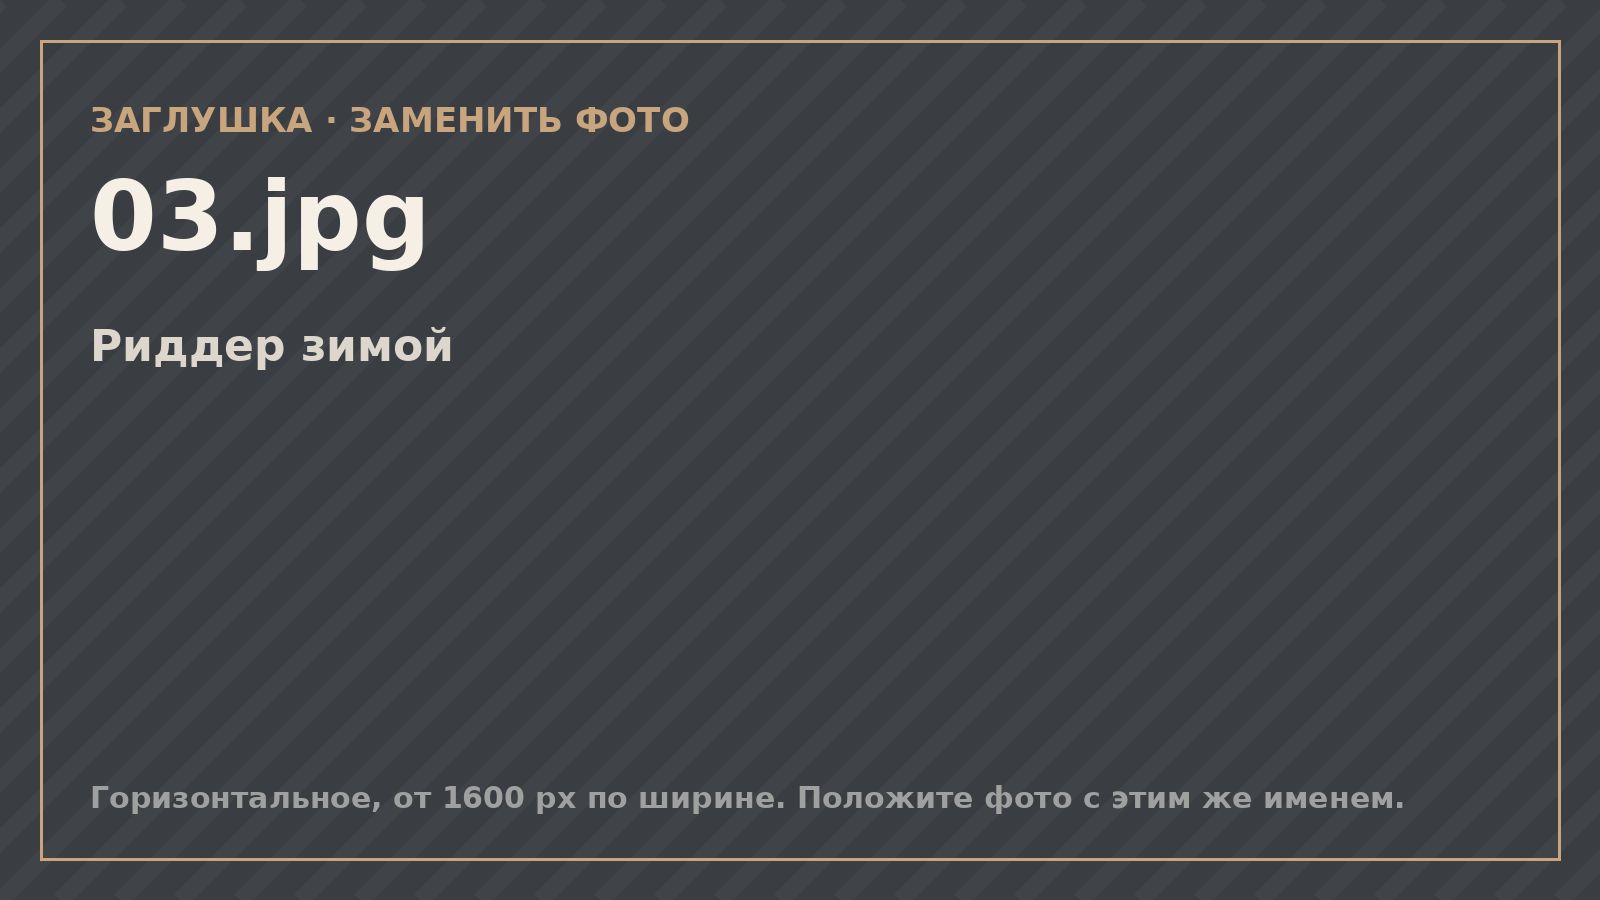 ЗАГЛУШКА · ЗАМЕНИТЬ ФОТО
03.jpg
Риддер зимой
Горизонтальное, от 1600 px по ширине. Положите фото с этим же именем.